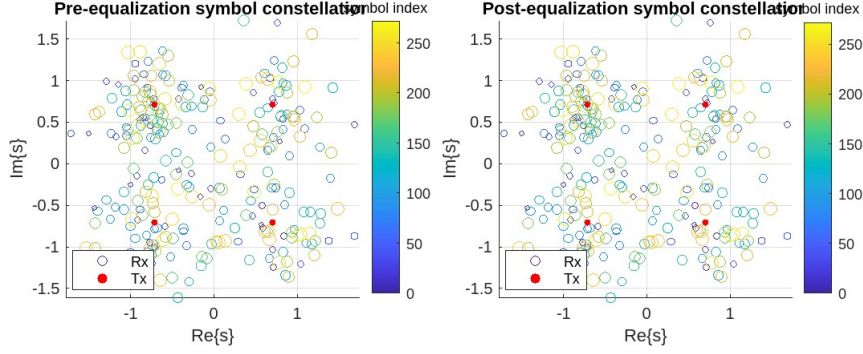 Pre-equalization symbol constellation
symbol index
1.5
1
0.5
0
-0.5
-1
-1.5
Im{s}
-1
0
1
Re{s}
Rx
Tx
250
200
150
100
50
0
Post-equalization symbol constellation
symbol index
1.5
1
0.5
0
-0.5
-1
-1.5
Im{s}
-1
0
1
Re{s}
Rx
Tx
250
200
150
100
50
0